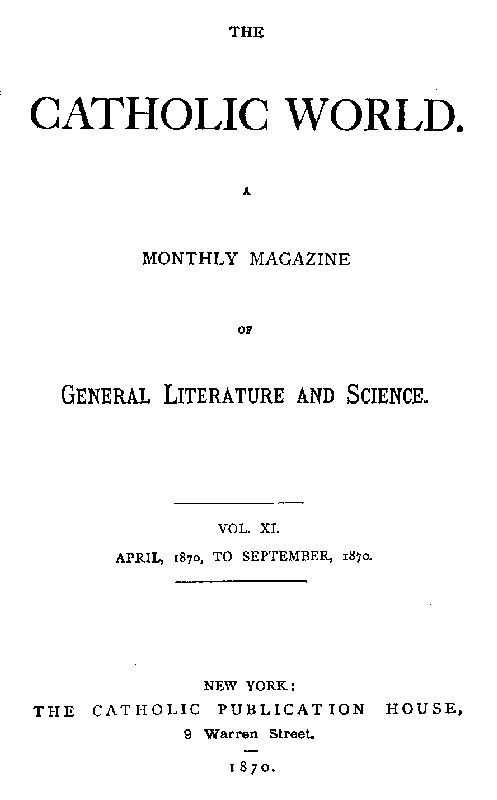 THE
CATHOLIC WORLD.
A
MONTHLY MAGAZINE
OF
GENERAL LITERATURE AND SCIENCE.
VOL. XI.
APRIL, 1870, TO SEPTEMBER, 1870.
NEW YORK:
THE CATHOLIC PUBLICATION HOUSE,
9 Warren Street.
1870.